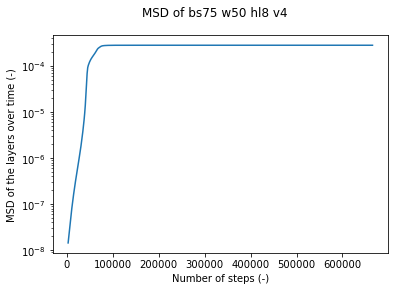 MSD of bs75 w50 hl8 v4
MSD of the layers over time (-)
10⁻⁴
10⁻⁵
10⁻⁶
10⁻⁷
10⁻⁸
0 100000 200000 300000 400000 500000 600000
Number of steps (-)